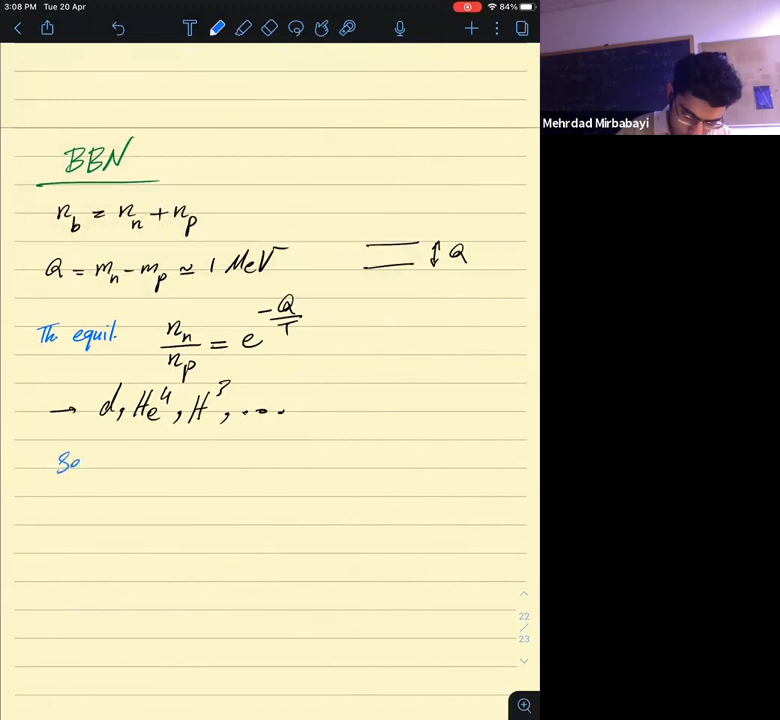 3:08 PM Tue 20 Apr
84%
Mehrdad Mirbabayi
BBN
n_b = n_n + n_p
Q = m_n - m_p ≃ 1 MeV
Q
Th equil. n_n/n_p = e^{-Q/T}
→ d, He^4, H^3, ....
So
22
/
23